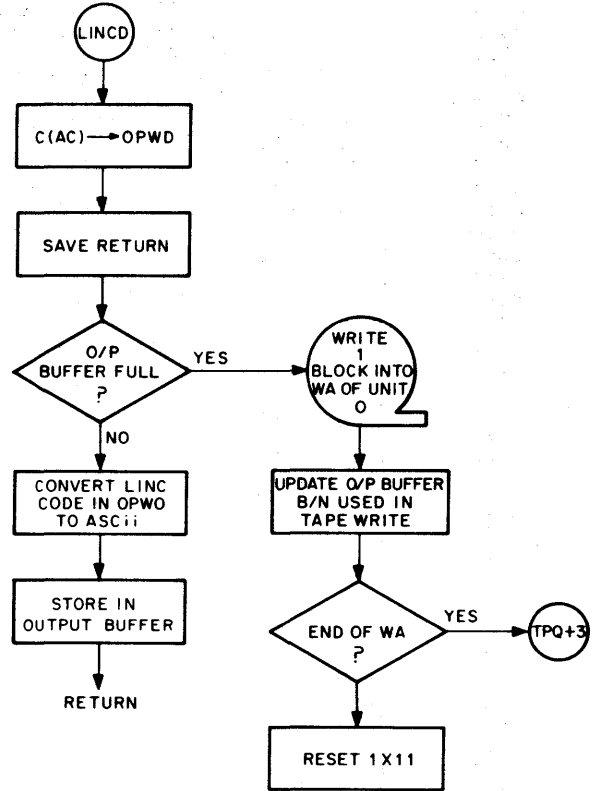 LINCD
C(AC)→OPWD
SAVE RETURN
O/P
BUFFER FULL
?
YES
NO
WRITE
1
BLOCK INTO
WA OF UNIT
0
CONVERT LINC
CODE IN OPWO
TO ASCii
UPDATE O/P BUFFER
B/N USED IN
TAPE WRITE
STORE IN
OUTPUT BUFFER
RETURN
END OF WA
?
YES
TPQ+3
RESET 1X11